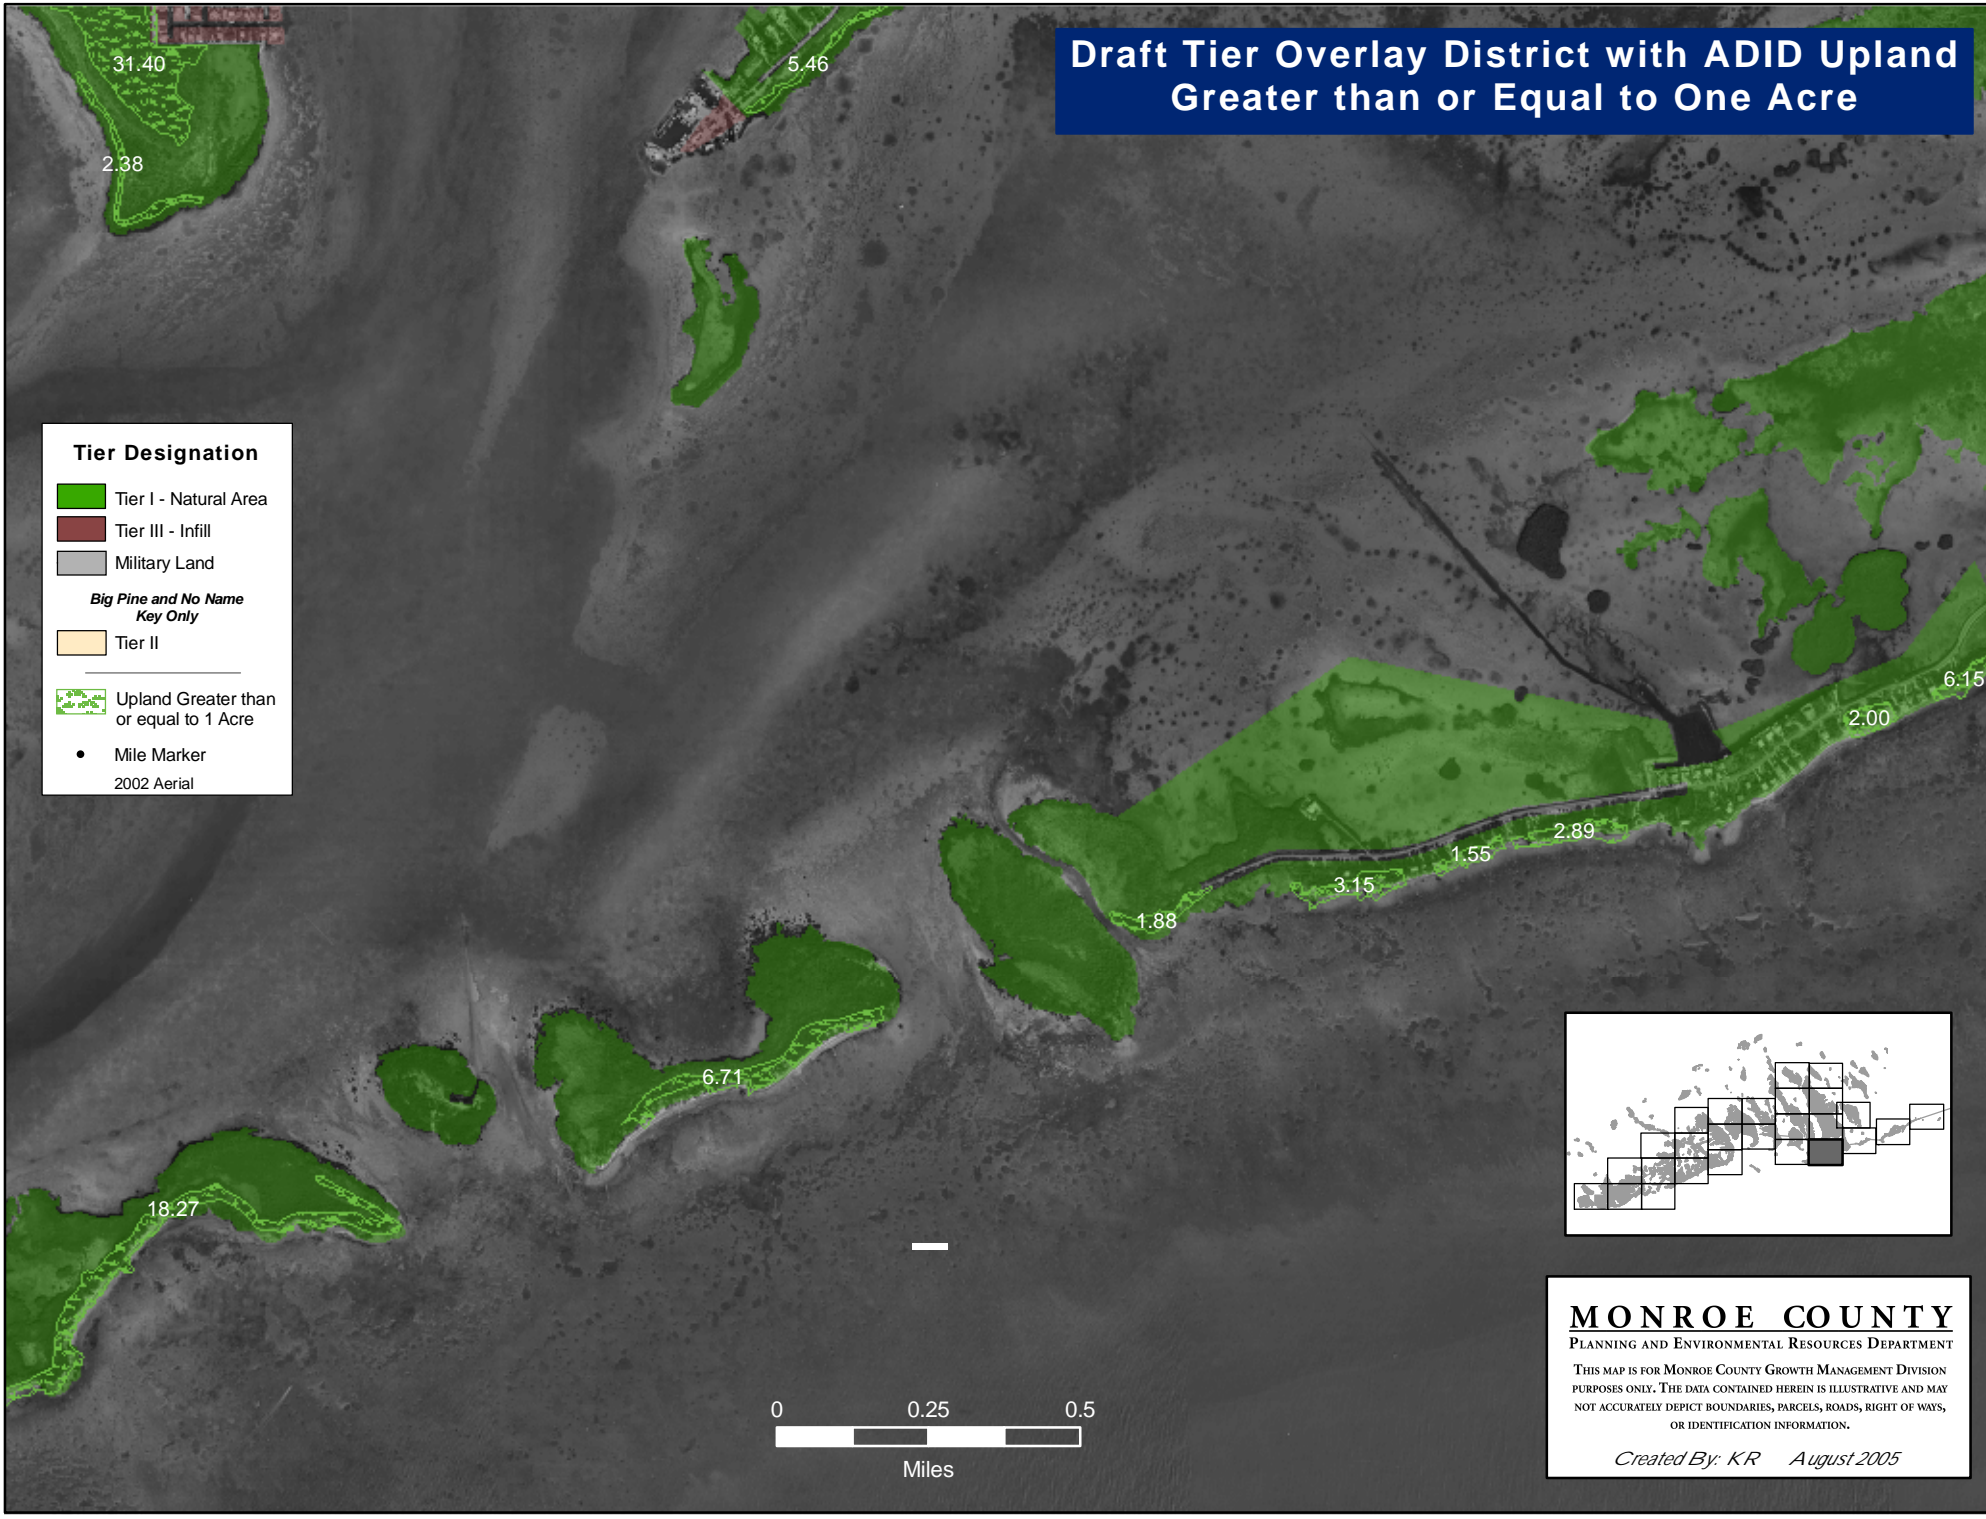 Draft Tier Overlay District with ADID Upland
Greater than or Equal to One Acre
31.40
5.46
2.38
Tier Designation
Tier I - Natural Area
Tier III - Infill
Military Land
Big Pine and No Name
Key Only
Tier II
Upland Greater than
or equal to 1 Acre
Mile Marker
2002 Aerial
6.15
2.00
2.89
1.55
3.15
1.88
6.71
18.27
0 0.25 0.5
Miles
MONROE COUNTY
PLANNING AND ENVIRONMENTAL RESOURCES DEPARTMENT
THIS MAP IS FOR MONROE COUNTY GROWTH MANAGEMENT DIVISION
PURPOSES ONLY. THE DATA CONTAINED HEREIN IS ILLUSTRATIVE AND MAY
NOT ACCURATELY DEPICT BOUNDARIES, PARCELS, ROADS, RIGHT OF WAYS,
OR IDENTIFICATION INFORMATION.
Created By: KR August 2005